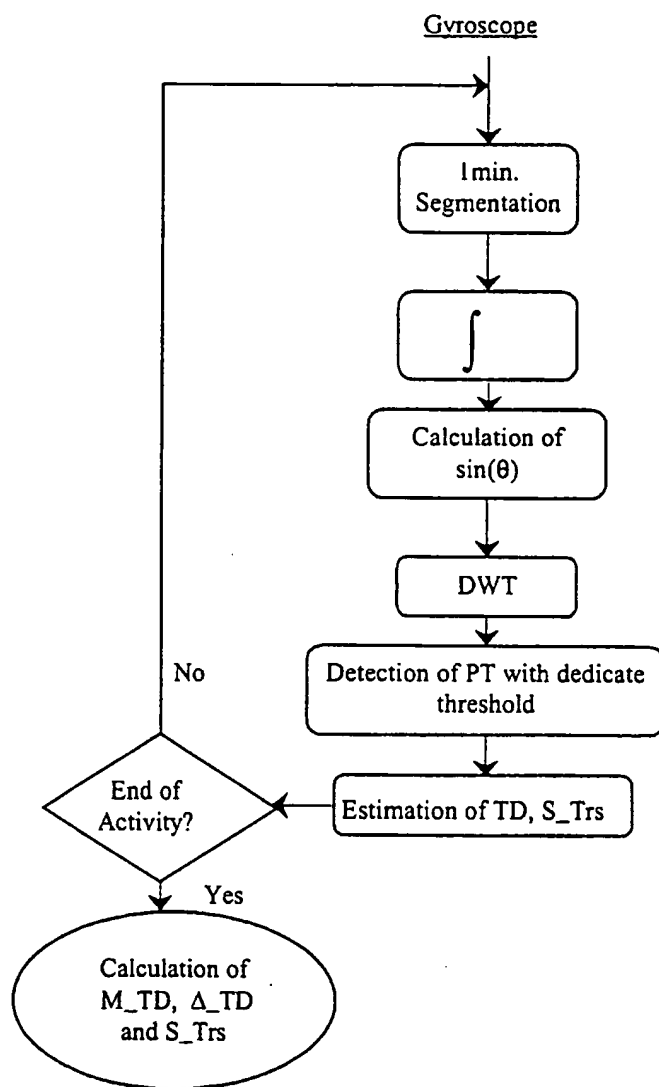 Gyroscope
1min.
Segmentation
∫
Calculation of
sin(θ)
DWT
No
Detection of PT with dedicate
threshold
End of
Activity?
Estimation of TD, S_Trs
Yes
Calculation of
M_TD, Δ_TD
and S_Trs